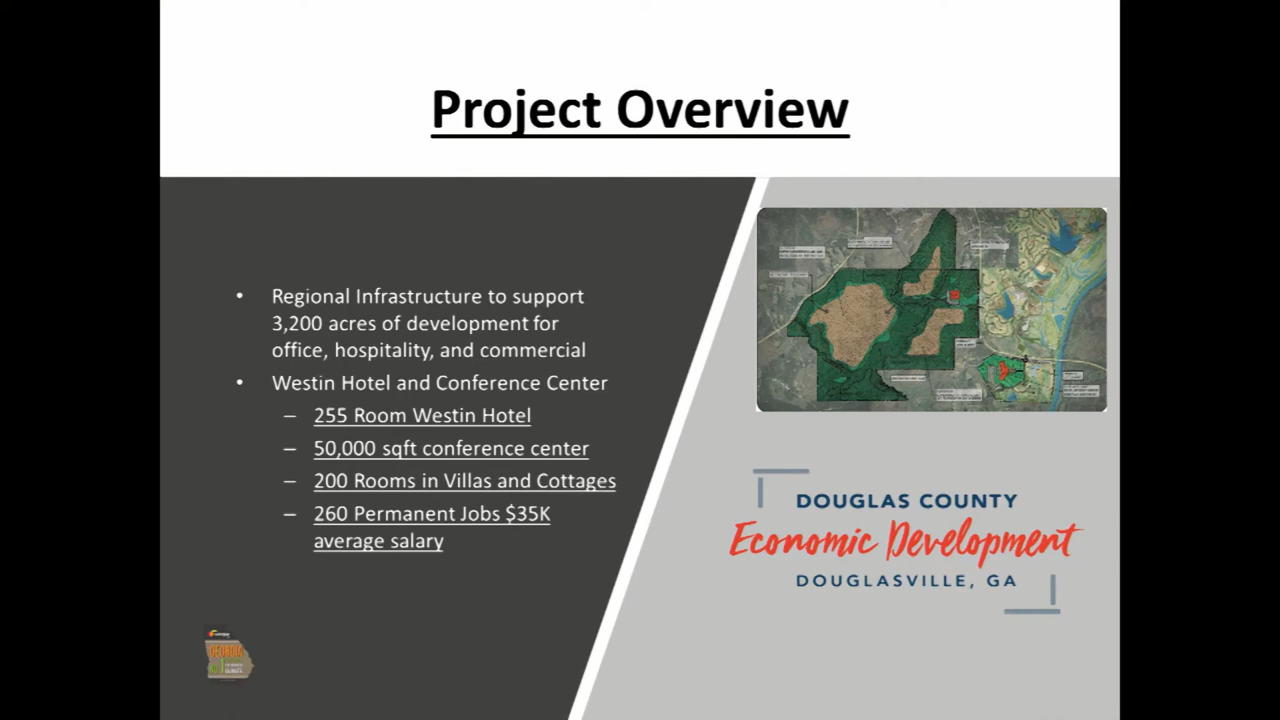 Project Overview
• Regional Infrastructure to support
3,200 acres of development for
office, hospitality, and commercial
• Westin Hotel and Conference Center
– 255 Room Westin Hotel
– 50,000 sqft conference center
– 200 Rooms in Villas and Cottages
– 260 Permanent Jobs $35K
average salary
DOUGLAS COUNTY
Economic Development
DOUGLASVILLE, GA
GEORGIA